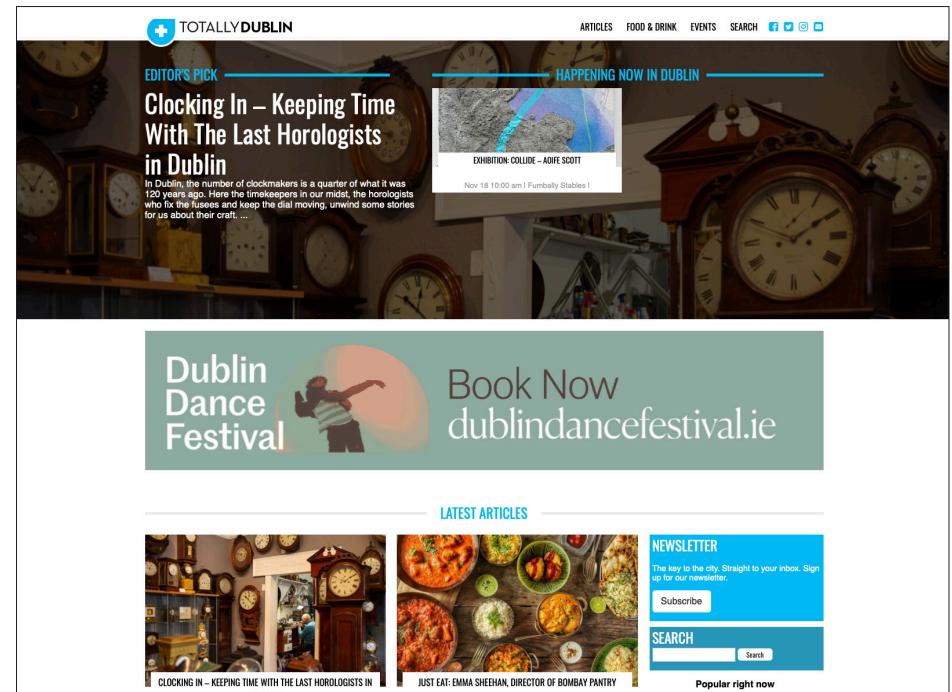 TOTALLYDUBLIN
ARTICLES FOOD & DRINK EVENTS SEARCH
EDITOR'S PICK
Clocking In – Keeping Time
With The Last Horologists
in Dublin
In Dublin, the number of clockmakers is a quarter of what it was
120 years ago. Here the timekeepers in our midst, the horologists
who fix the fusees and keep the dial moving, unwind some stories
for us about their craft. ...
HAPPENING NOW IN DUBLIN
EXHIBITION: COLLIDE – AOIFE SCOTT
Nov 18 10:00 am | Fumbally Stables |
Dublin
Dance
Festival
Book Now
dublindancefestival.ie
LATEST ARTICLES
CLOCKING IN – KEEPING TIME WITH THE LAST HOROLOGISTS IN
JUST EAT: EMMA SHEEHAN, DIRECTOR OF BOMBAY PANTRY
NEWSLETTER
The key to the city. Straight to your inbox. Sign
up for our newsletter.
Subscribe
SEARCH
Search
Popular right now